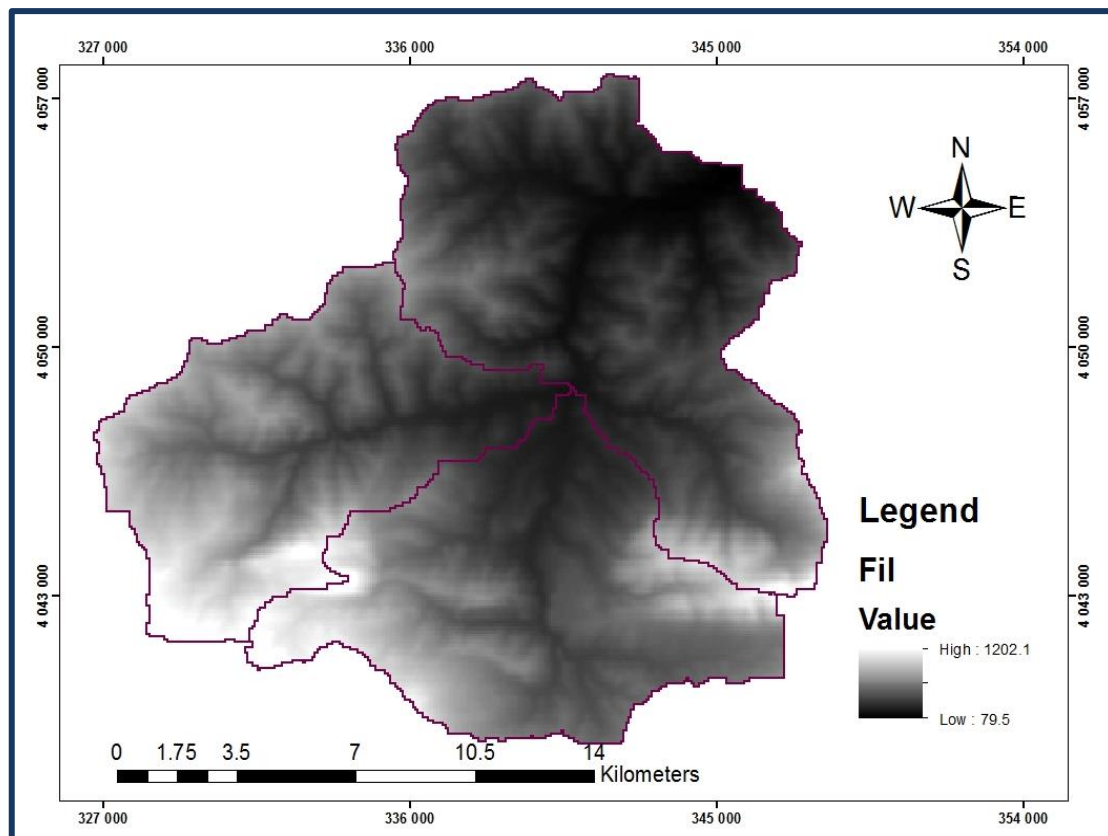 327 000 336 000 345 000 354 000
4 057 000 4 057 000
N
W E
S
4 050 000 4 050 000
Legend
Fil
4 043 000 4 043 000
Value
High : 1202.1
Low : 79.5
0 1.75 3.5 7 10.5 14
Kilometers
327 000 336 000 345 000 354 000